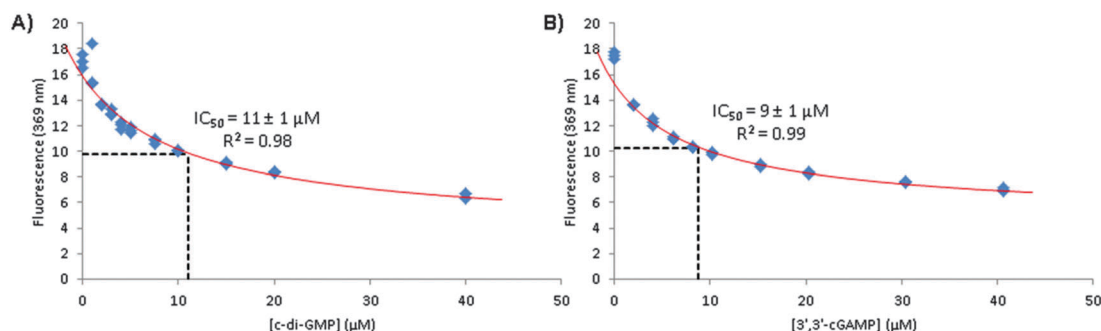 A)
Fluorescence (369 nm)
20
18
16
14
12
10
8
6
4
2
0
IC50 = 11 ± 1 μM
R2 = 0.98
0 10 20 30 40 50
[c-di-GMP] (μM)
B)
Fluorescence (369 nm)
20
18
16
14
12
10
8
6
4
2
0
IC50 = 9 ± 1 μM
R2 = 0.99
0 10 20 30 40 50
[3',3'-cGAMP] (μM)